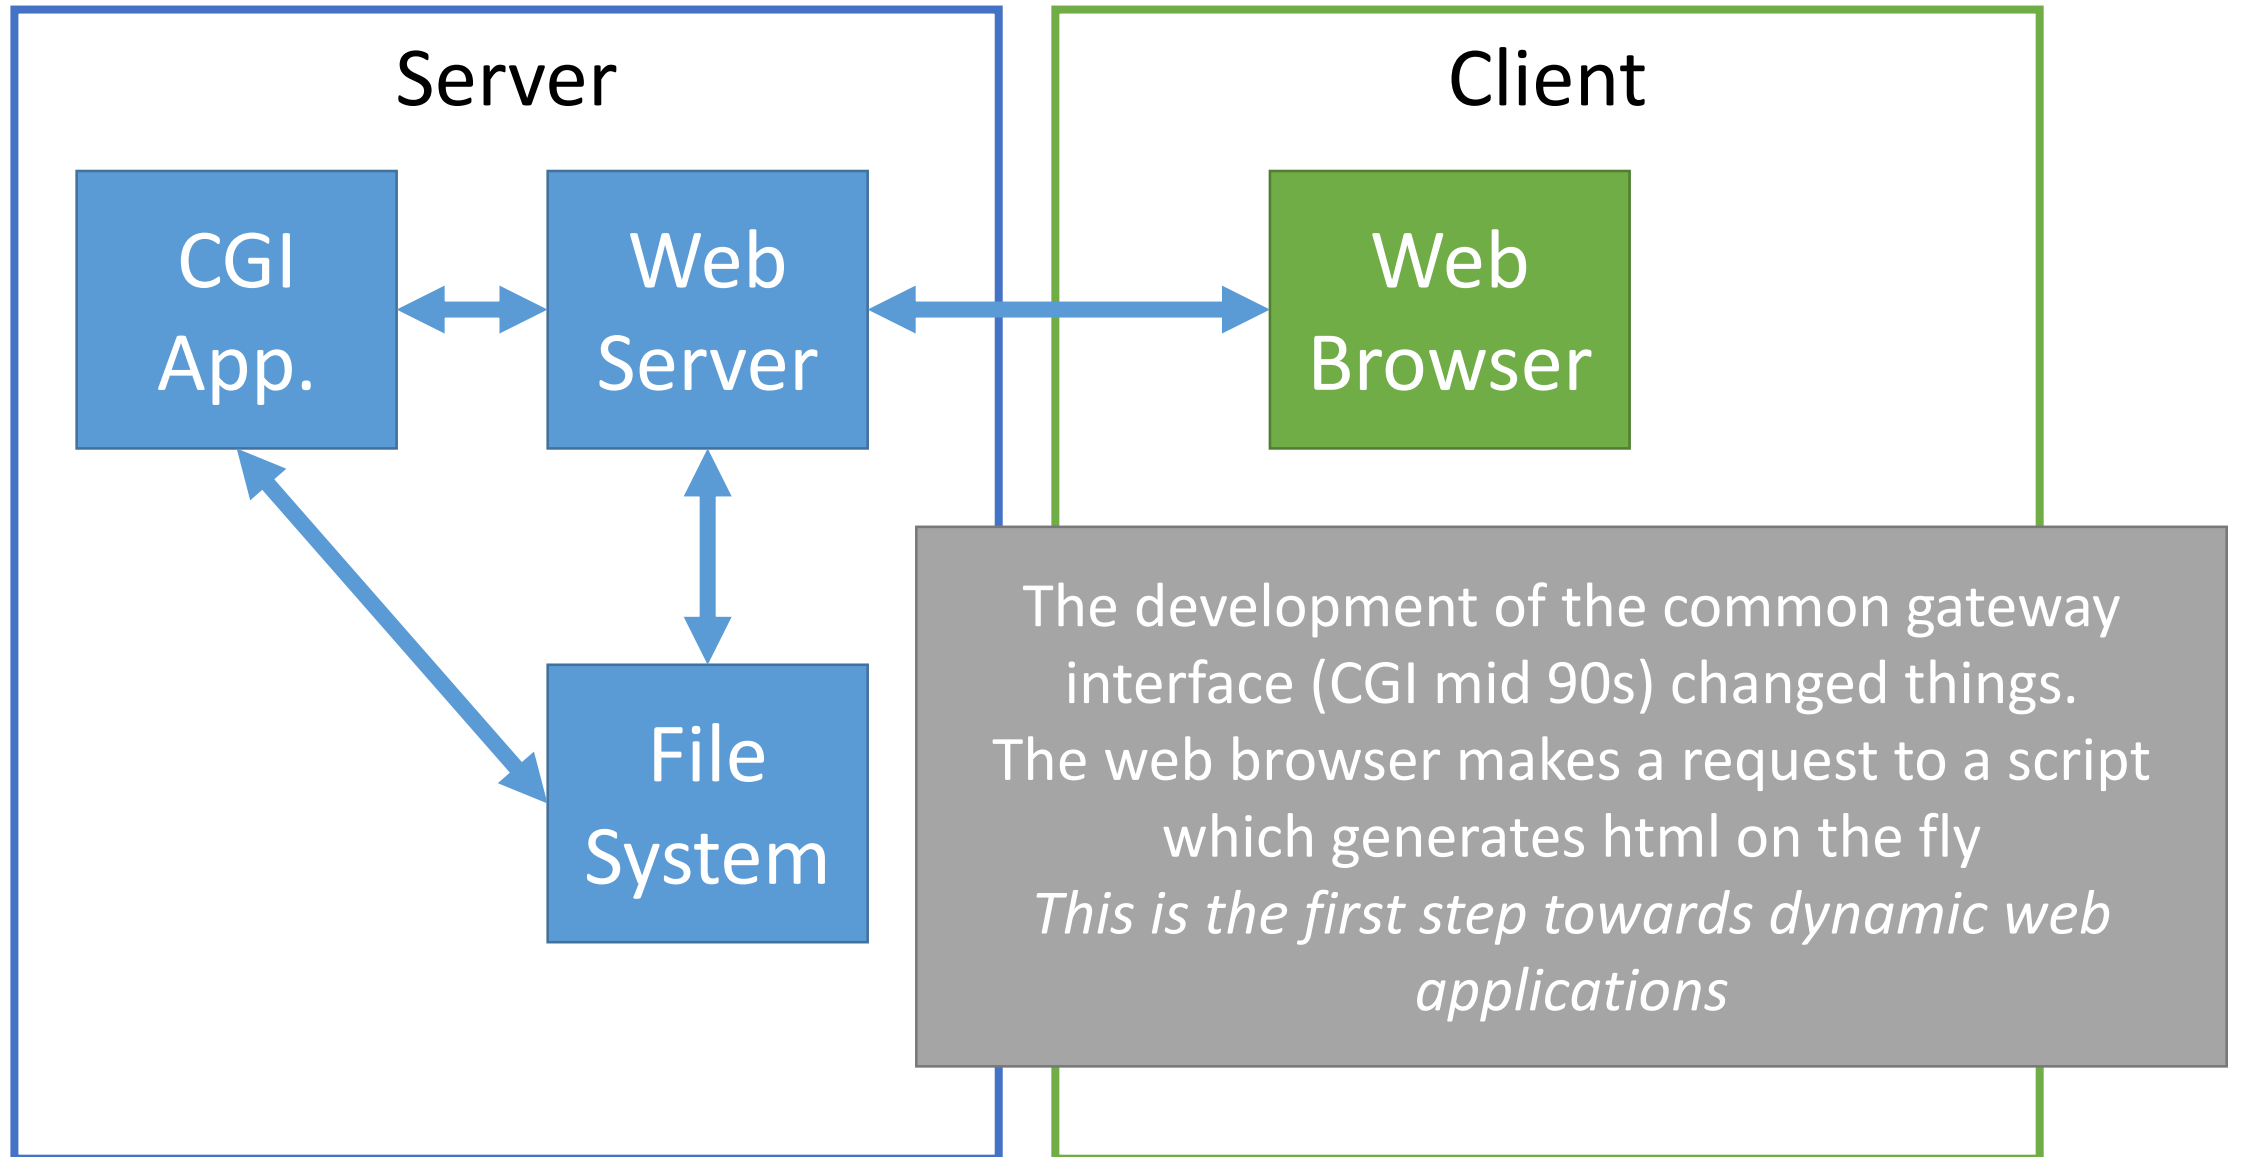 Server
Client
CGI
App.
Web
Server
Web
Browser
File
System
The development of the common gateway
interface (CGI mid 90s) changed things.
The web browser makes a request to a script
which generates html on the fly
This is the first step towards dynamic web
applications